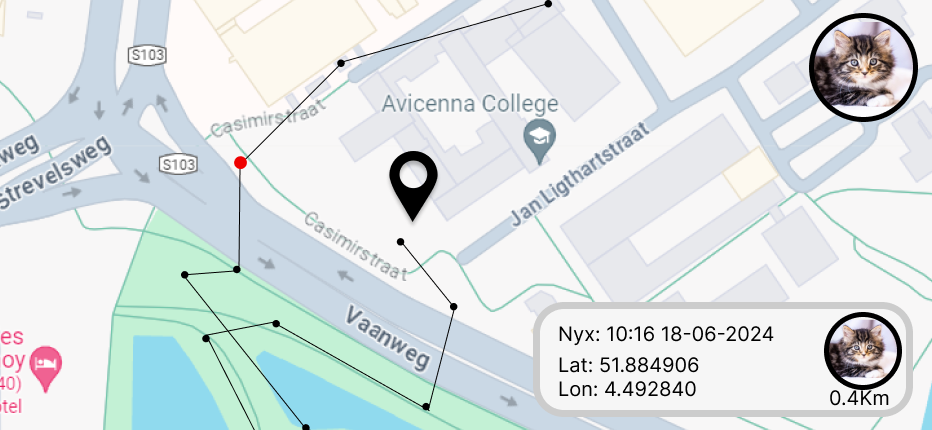 S103
Avicenna College
Casimirstraat
Strevelsweg
S103
Jan Ligthartstraat
Casimirstraat
Vaanweg
Nyx: 10:16 18-06-2024
Lat: 51.884906
Lon: 4.492840
0.4Km